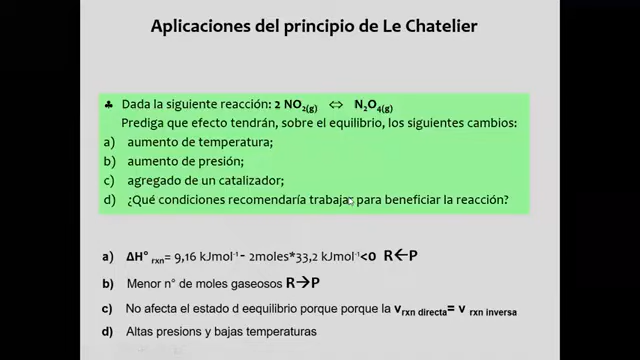 Aplicaciones del principio de Le Chatelier
♣ Dada la siguiente reacción: 2 NO₂₍g₎ ⇔ N₂O₄₍g₎
Prediga que efecto tendrán, sobre el equilibrio, los siguientes cambios:
a) aumento de temperatura;
b) aumento de presión;
c) agregado de un catalizador;
d) ¿Qué condiciones recomendaría trabajar para beneficiar la reacción?
a) ΔH° rxn= 9,16 kJmol⁻¹- 2moles*33,2 kJmol⁻¹<0 R←P
b) Menor n° de moles gaseosos R→P
c) No afecta el estado d eequilibrio porque porque la v rxn directa= v rxn inversa
d) Altas presions y bajas temperaturas